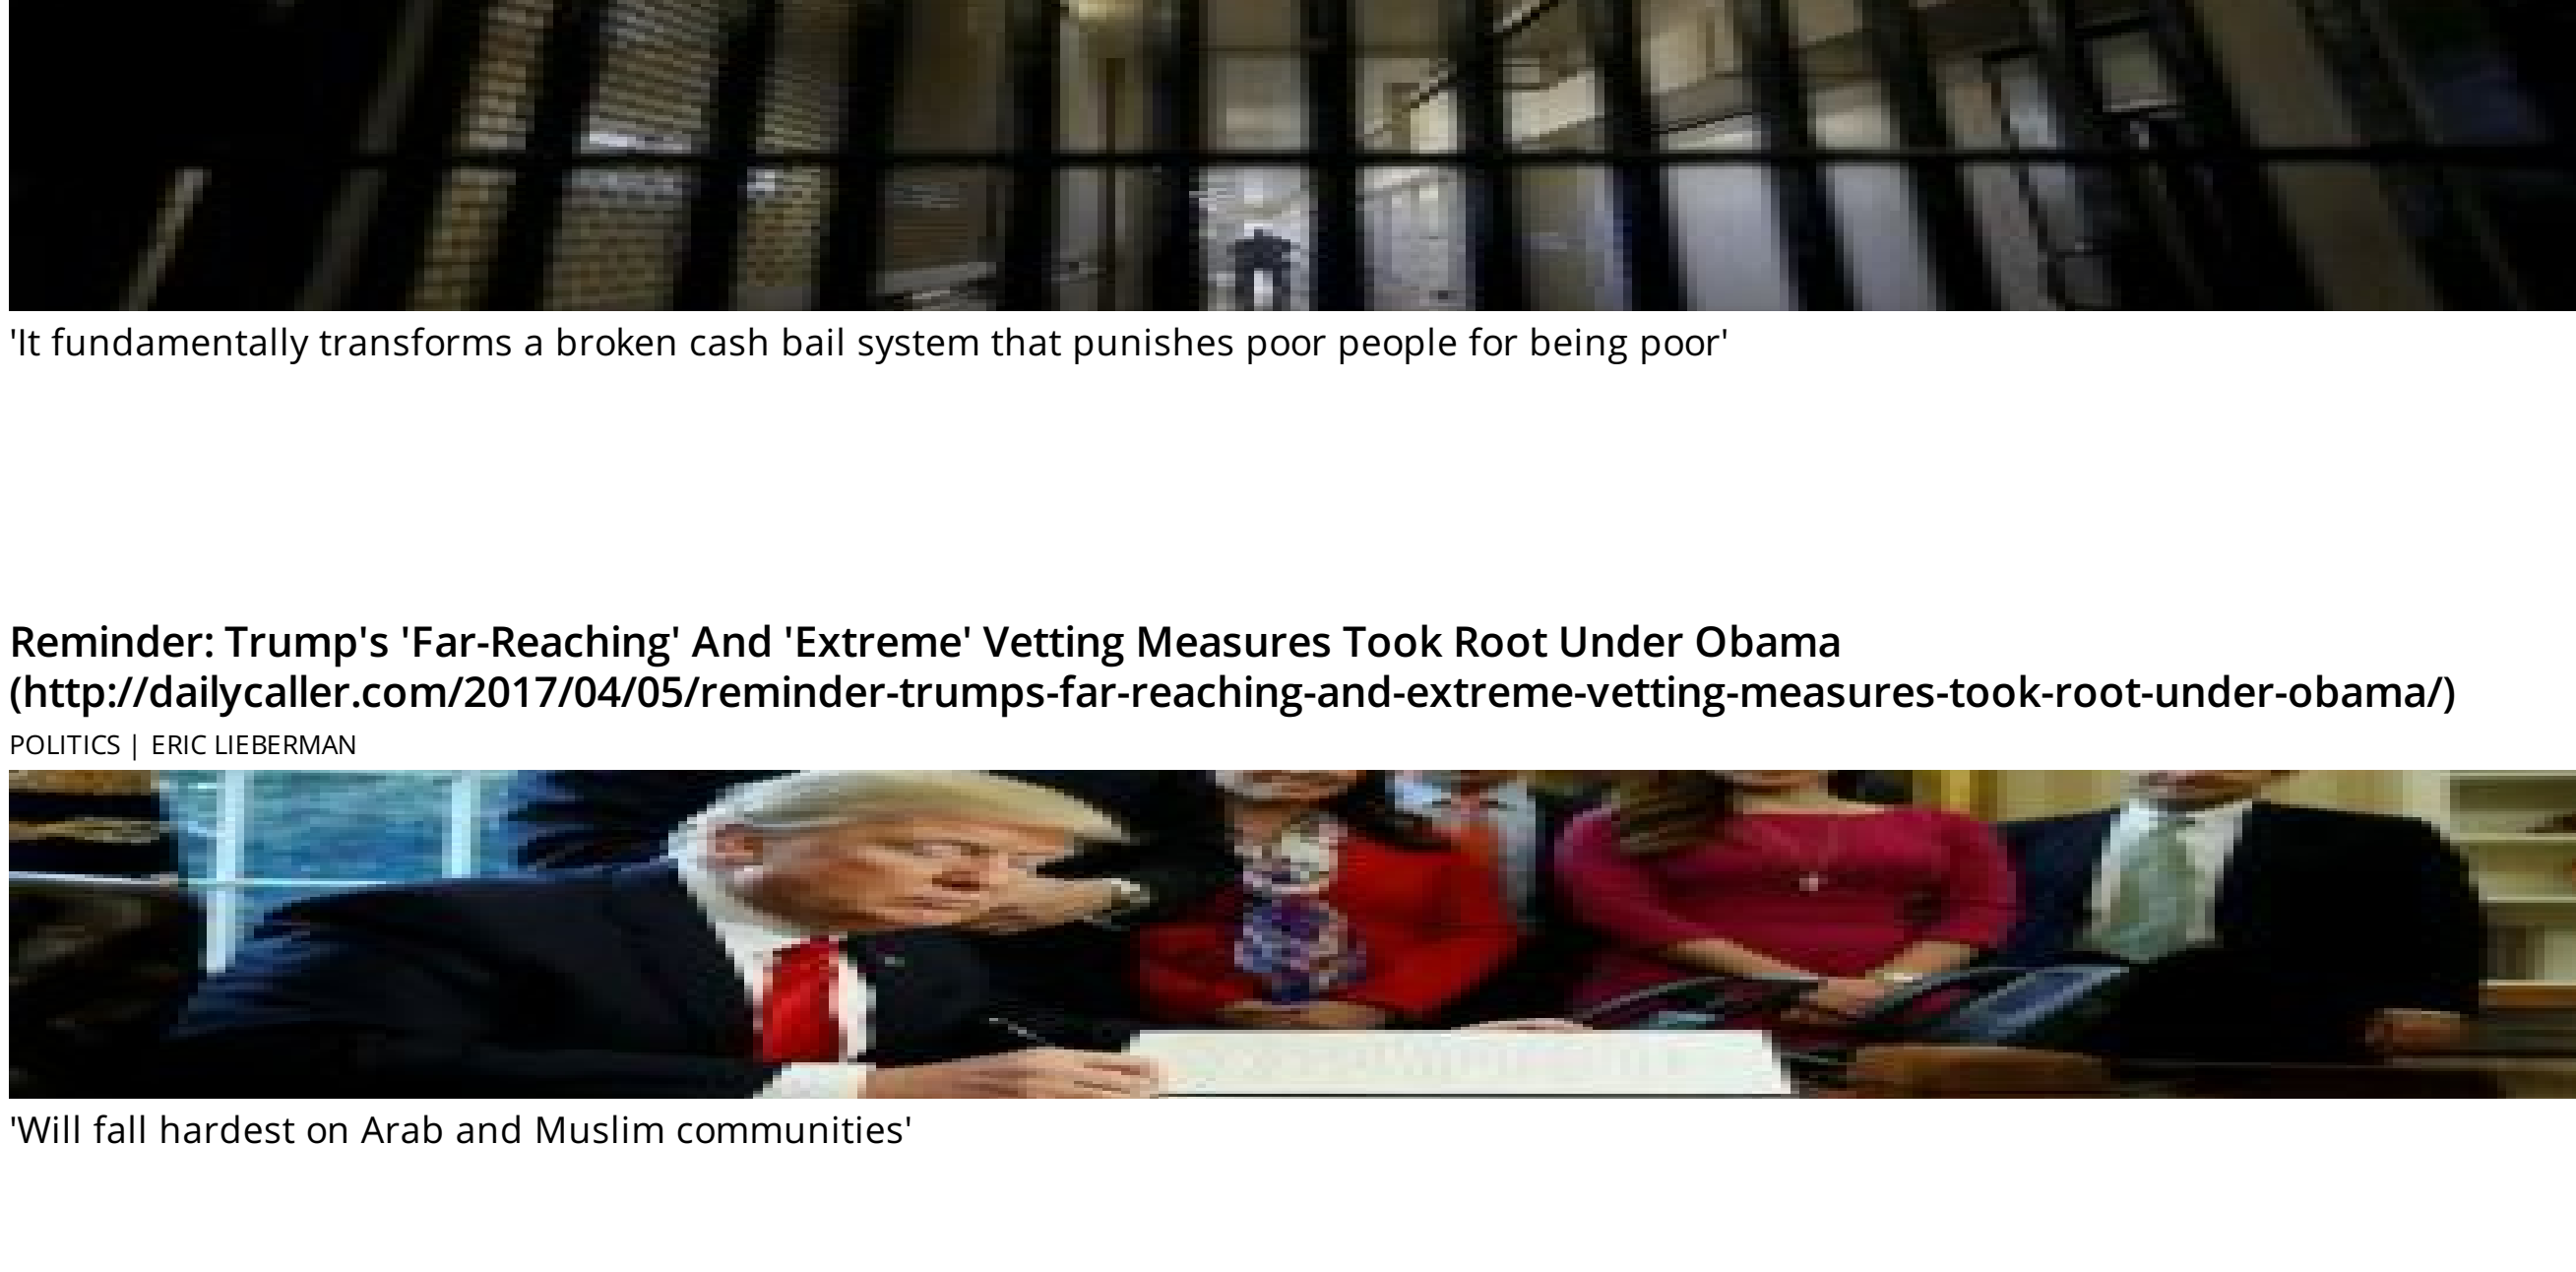 'It fundamentally transforms a broken cash bail system that punishes poor people for being poor'
Reminder: Trump's 'Far-Reaching' And 'Extreme' Vetting Measures Took Root Under Obama
(http://dailycaller.com/2017/04/05/reminder-trumps-far-reaching-and-extreme-vetting-measures-took-root-under-obama/)
POLITICS | ERIC LIEBERMAN
'Will fall hardest on Arab and Muslim communities'